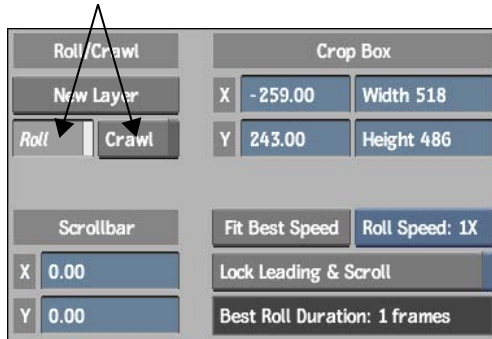 Roll/Crawl
Crop Box
New Layer
X -259.00 Width 518
Roll Crawl
Y 243.00 Height 486
Scrollbar
Fit Best Speed Roll Speed: 1X
X 0.00
Lock Leading & Scroll
Y 0.00
Best Roll Duration: 1 frames